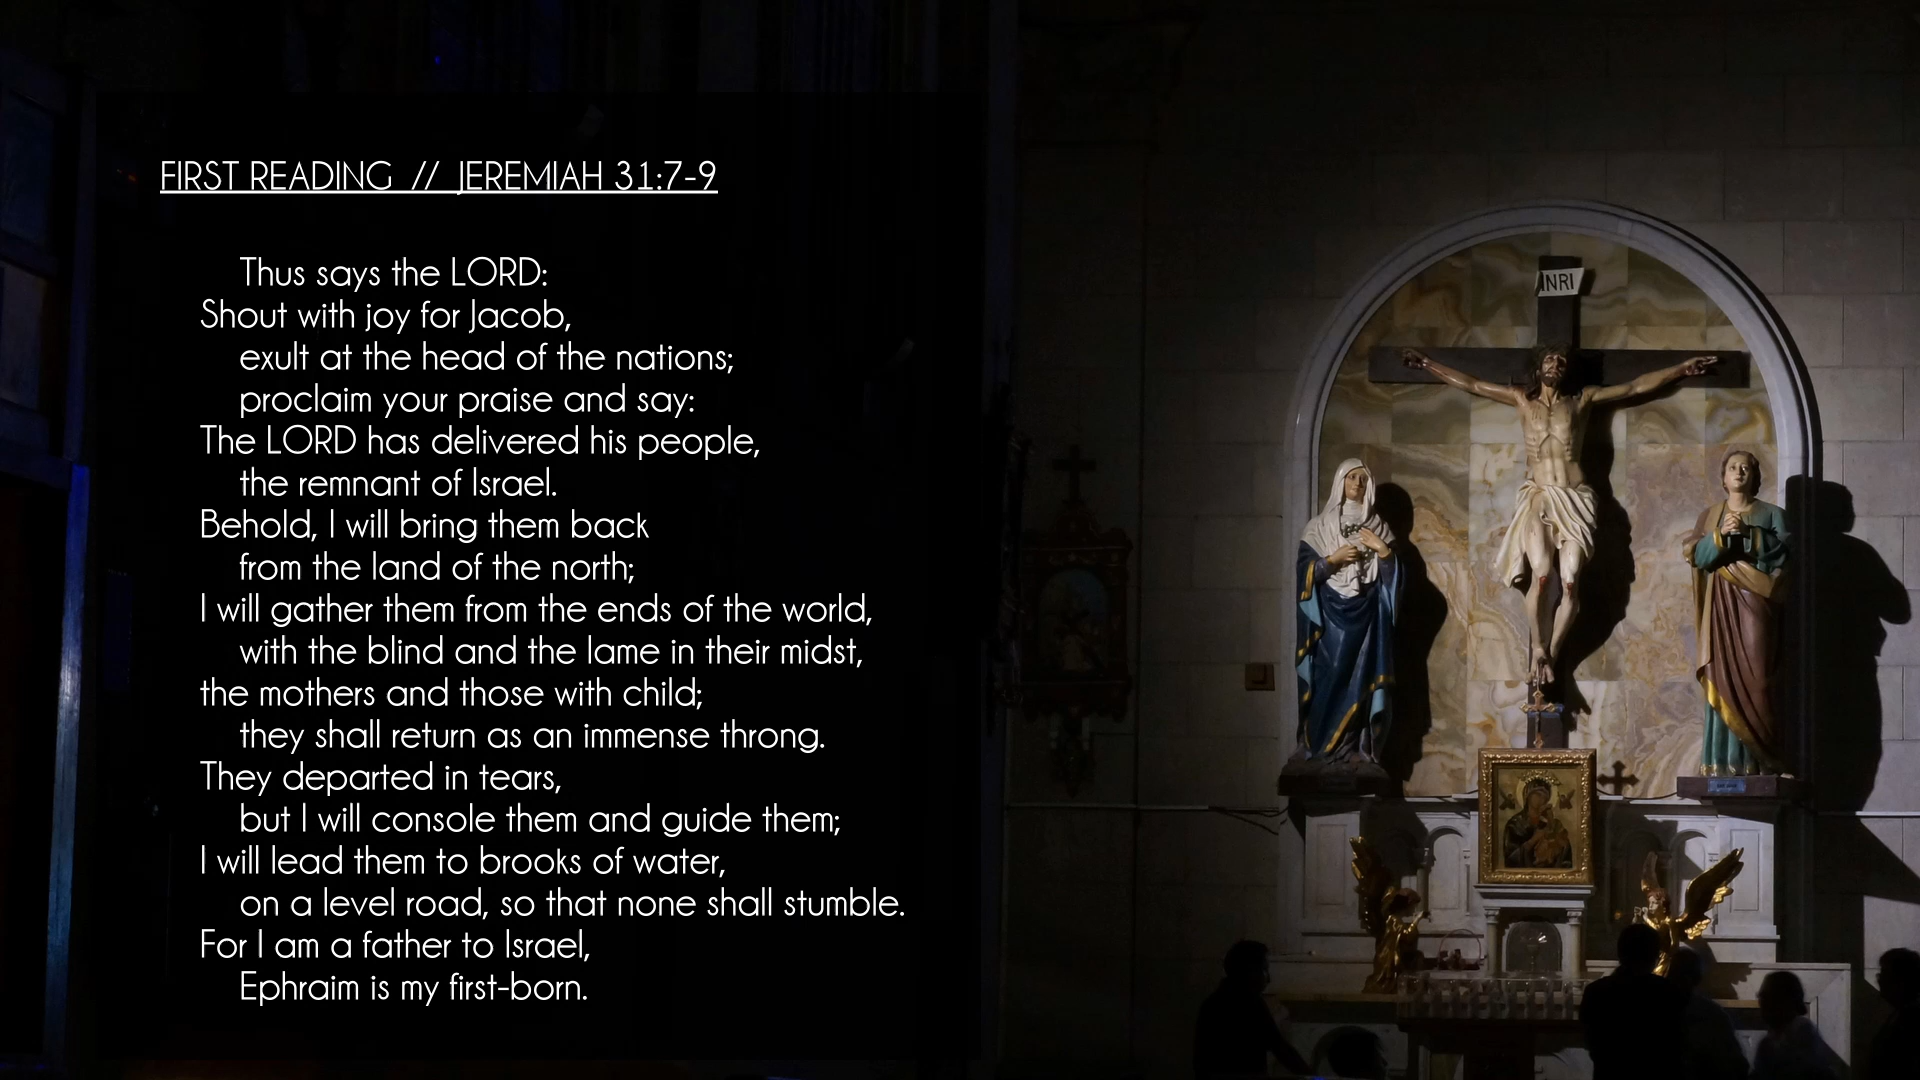 FIRST READING // JEREMIAH 31:7-9
Thus says the LORD:
Shout with joy for Jacob,
exult at the head of the nations;
proclaim your praise and say:
The LORD has delivered his people,
the remnant of Israel.
Behold, I will bring them back
from the land of the north;
I will gather them from the ends of the world,
with the blind and the lame in their midst,
the mothers and those with child;
they shall return as an immense throng.
They departed in tears,
but I will console them and guide them;
I will lead them to brooks of water,
on a level road, so that none shall stumble.
For I am a father to Israel,
Ephraim is my first-born.
INRI